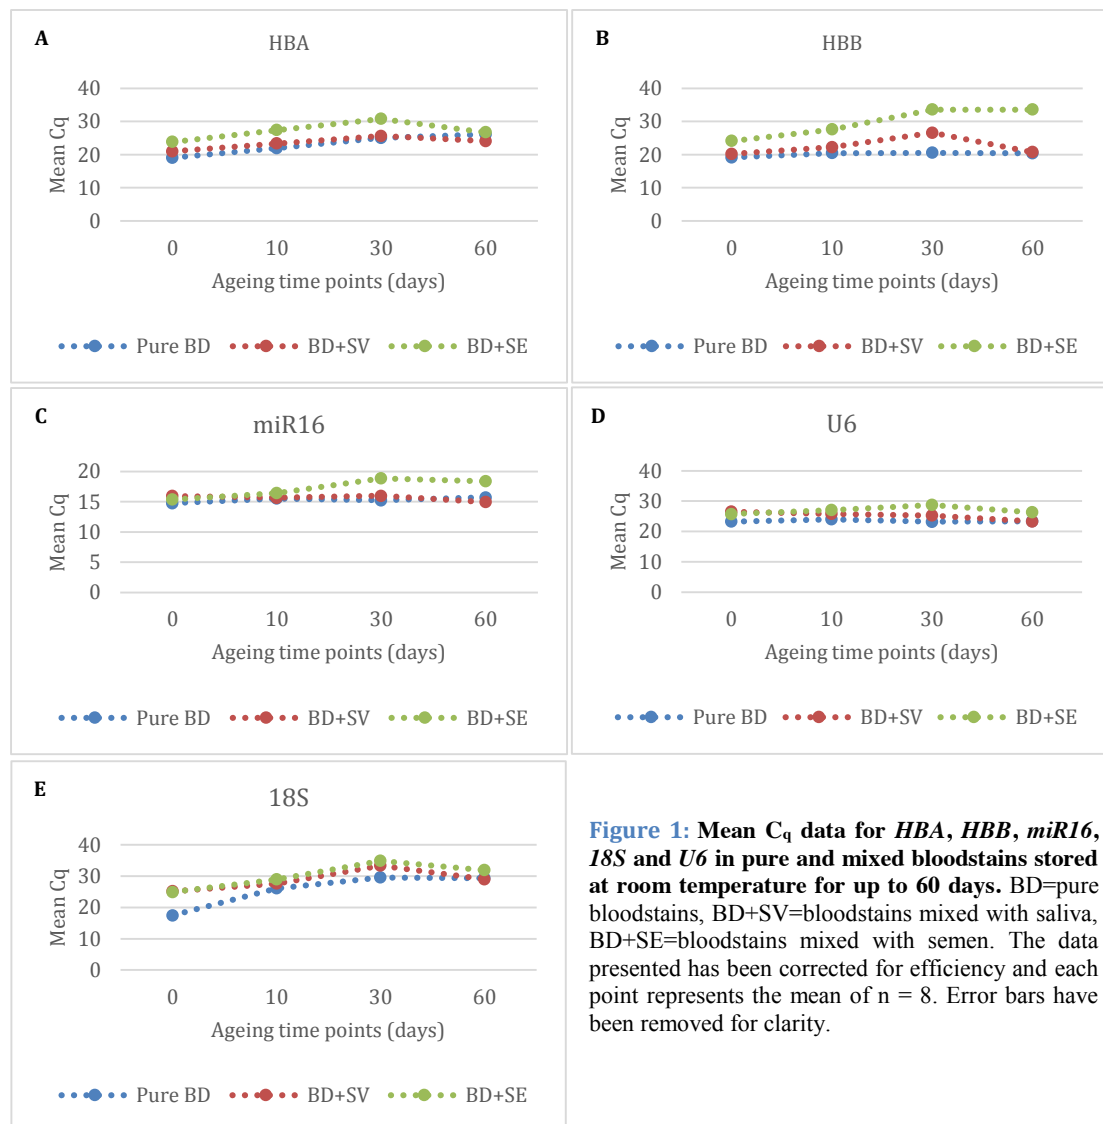 A
HBA
Mean Cq
40
30
20
10
0
0 10 30 60
Ageing time points (days)
Pure BD BD+SV BD+SE
B
HBB
Mean Cq
40
30
20
10
0
0 10 30 60
Ageing time points (days)
Pure BD BD+SV BD+SE
C
miR16
Mean Cq
20
15
10
5
0
0 10 30 60
Ageing time points (days)
Pure BD BD+SV BD+SE
D
U6
Mean Cq
40
30
20
10
0
0 10 30 60
Ageing time points (days)
Pure BD BD+SV BD+SE
E
18S
Mean Cq
40
30
20
10
0
0 10 30 60
Ageing time points (days)
Pure BD BD+SV BD+SE
Figure 1: Mean Cq data for HBA, HBB, miR16,
18S and U6 in pure and mixed bloodstains stored
at room temperature for up to 60 days. BD=pure
bloodstains, BD+SV=bloodstains mixed with saliva,
BD+SE=bloodstains mixed with semen. The data
presented has been corrected for efficiency and each
point represents the mean of n = 8. Error bars have
been removed for clarity.